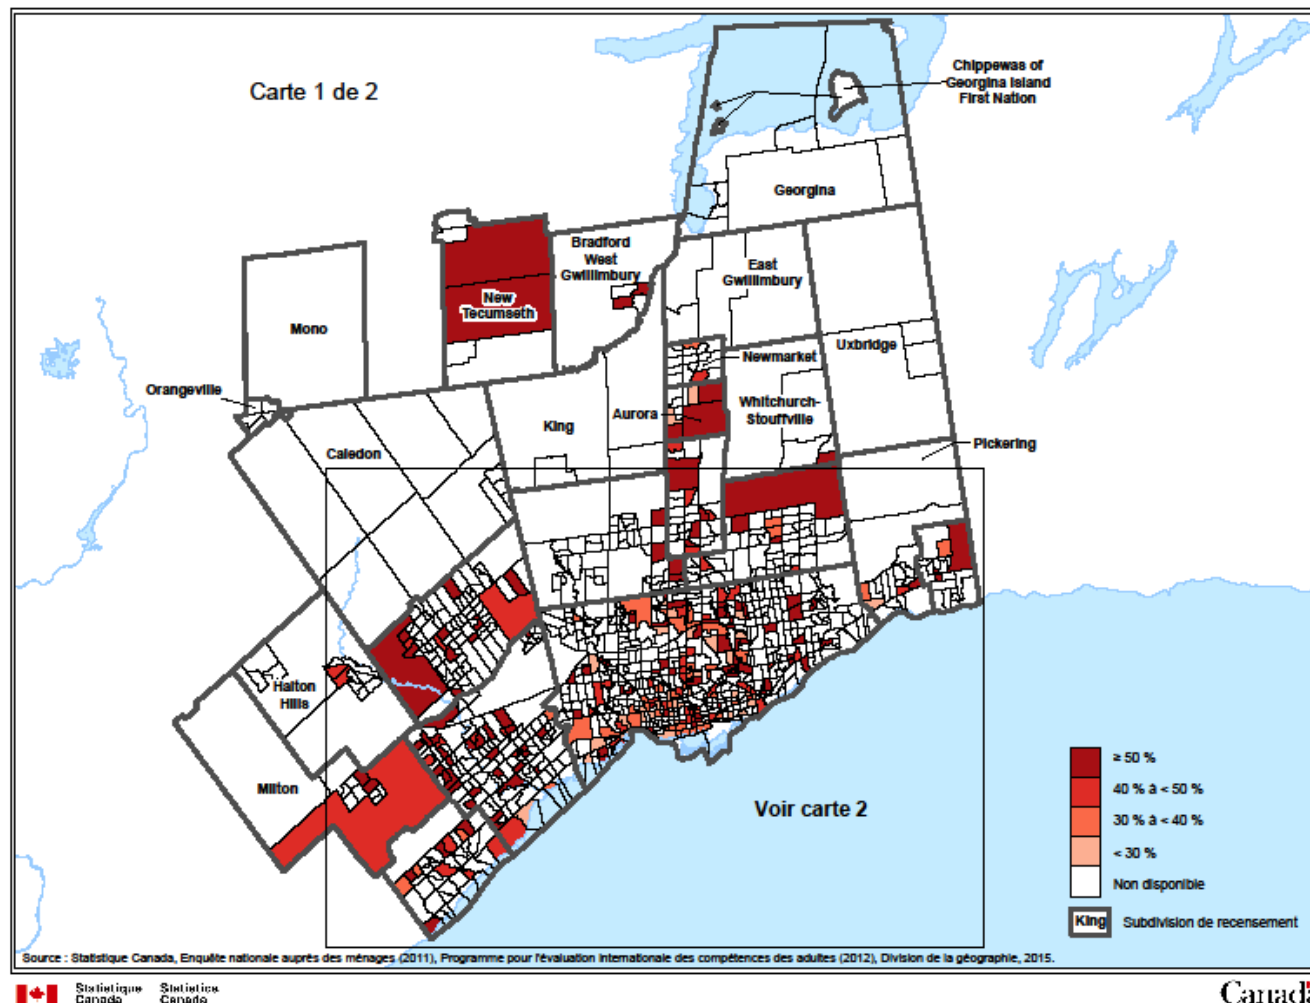 Carte 1 de 2
Chippewas of
Georgina Island
First Nation
Georgina
Bradford
West
Gwillimbury
East
Gwillimbury
New
Tecumseth
Mono
Uxbridge
Newmarket
Orangeville
Aurora
Whitchurch-
Stouffville
King
Caledon
Pickering
Halton
Hills
Milton
Voir carte 2
≥ 50 %
40 % à < 50 %
30 % à < 40 %
< 30 %
Non disponible
King Subdivision de recensement
Source : Statistique Canada, Enquête nationale auprès des ménages (2011), Programme pour l'évaluation internationale des compétences des adultes (2012), Division de la géographie, 2015.
Statistique Statistics
Canada Canada
Canada